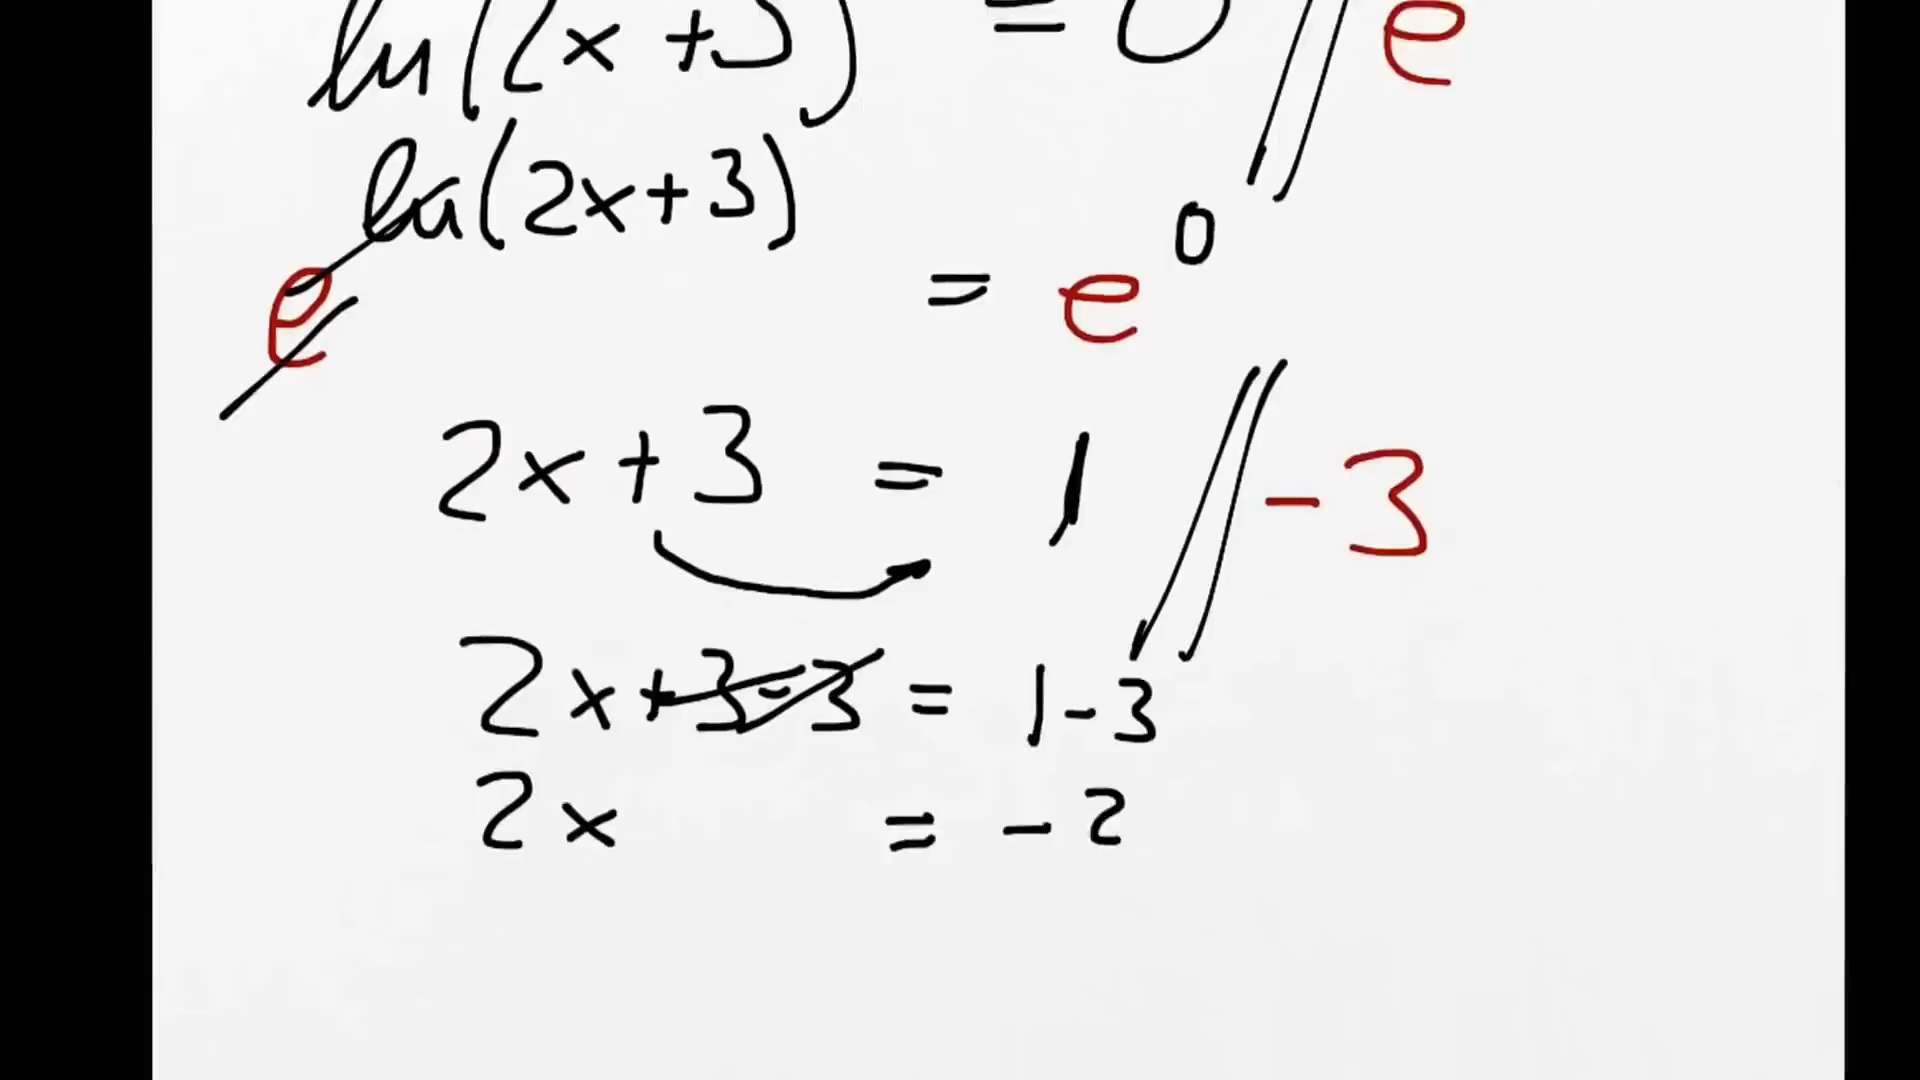 ln(2x+3) = 0 // e
e^ln(2x+3) = e^0
2x+3 = 1 // -3
2x+3-3 = 1-3
2x = -2